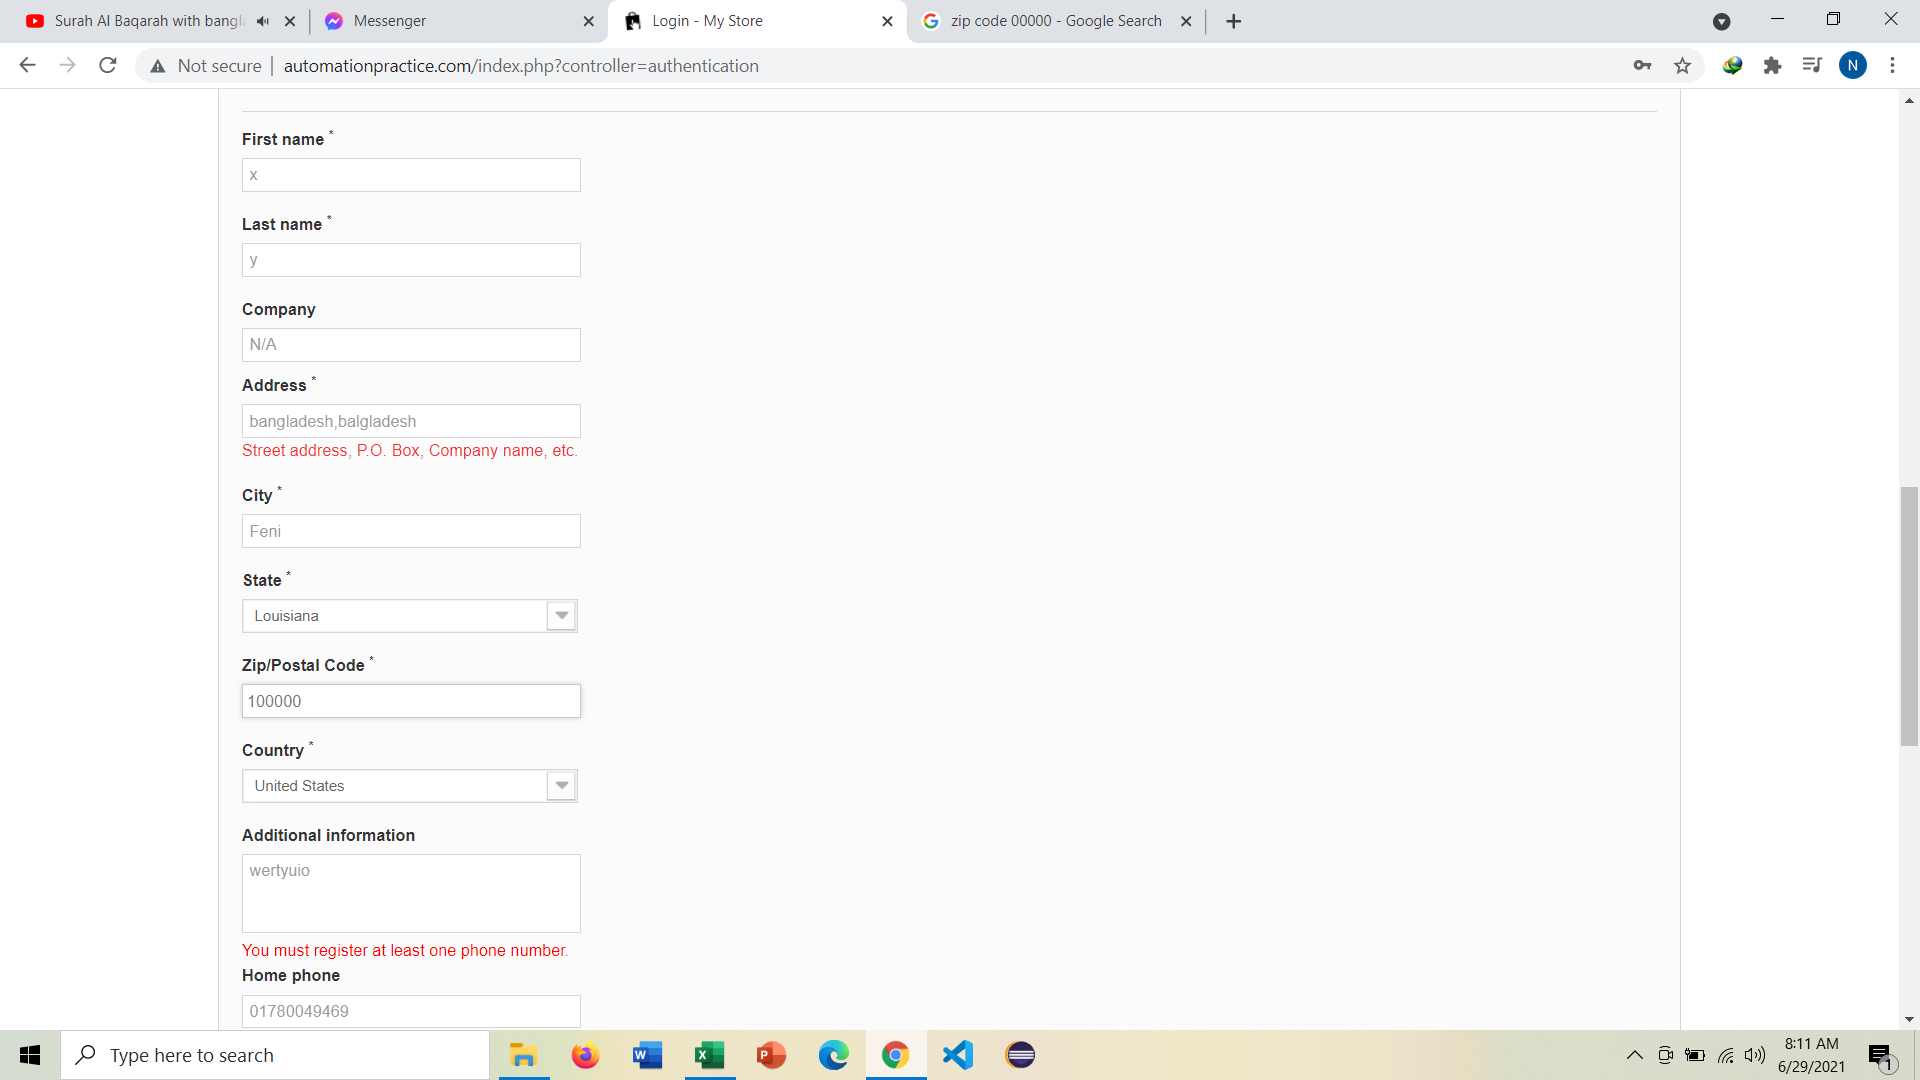 Surah Al Baqarah with bangla
Messenger
Login - My Store
zip code 00000 - Google Search
Not secure
automationpractice.com/index.php?controller=authentication
N
First name *
x
Last name *
y
Company
N/A
Address *
bangladesh,balgladesh
Street address, P.O. Box, Company name, etc.
City *
Feni
State *
Louisiana
Zip/Postal Code *
100000
Country *
United States
Additional information
wertyuio
You must register at least one phone number.
Home phone
01780049469
Type here to search
8:11 AM
6/29/2021
1